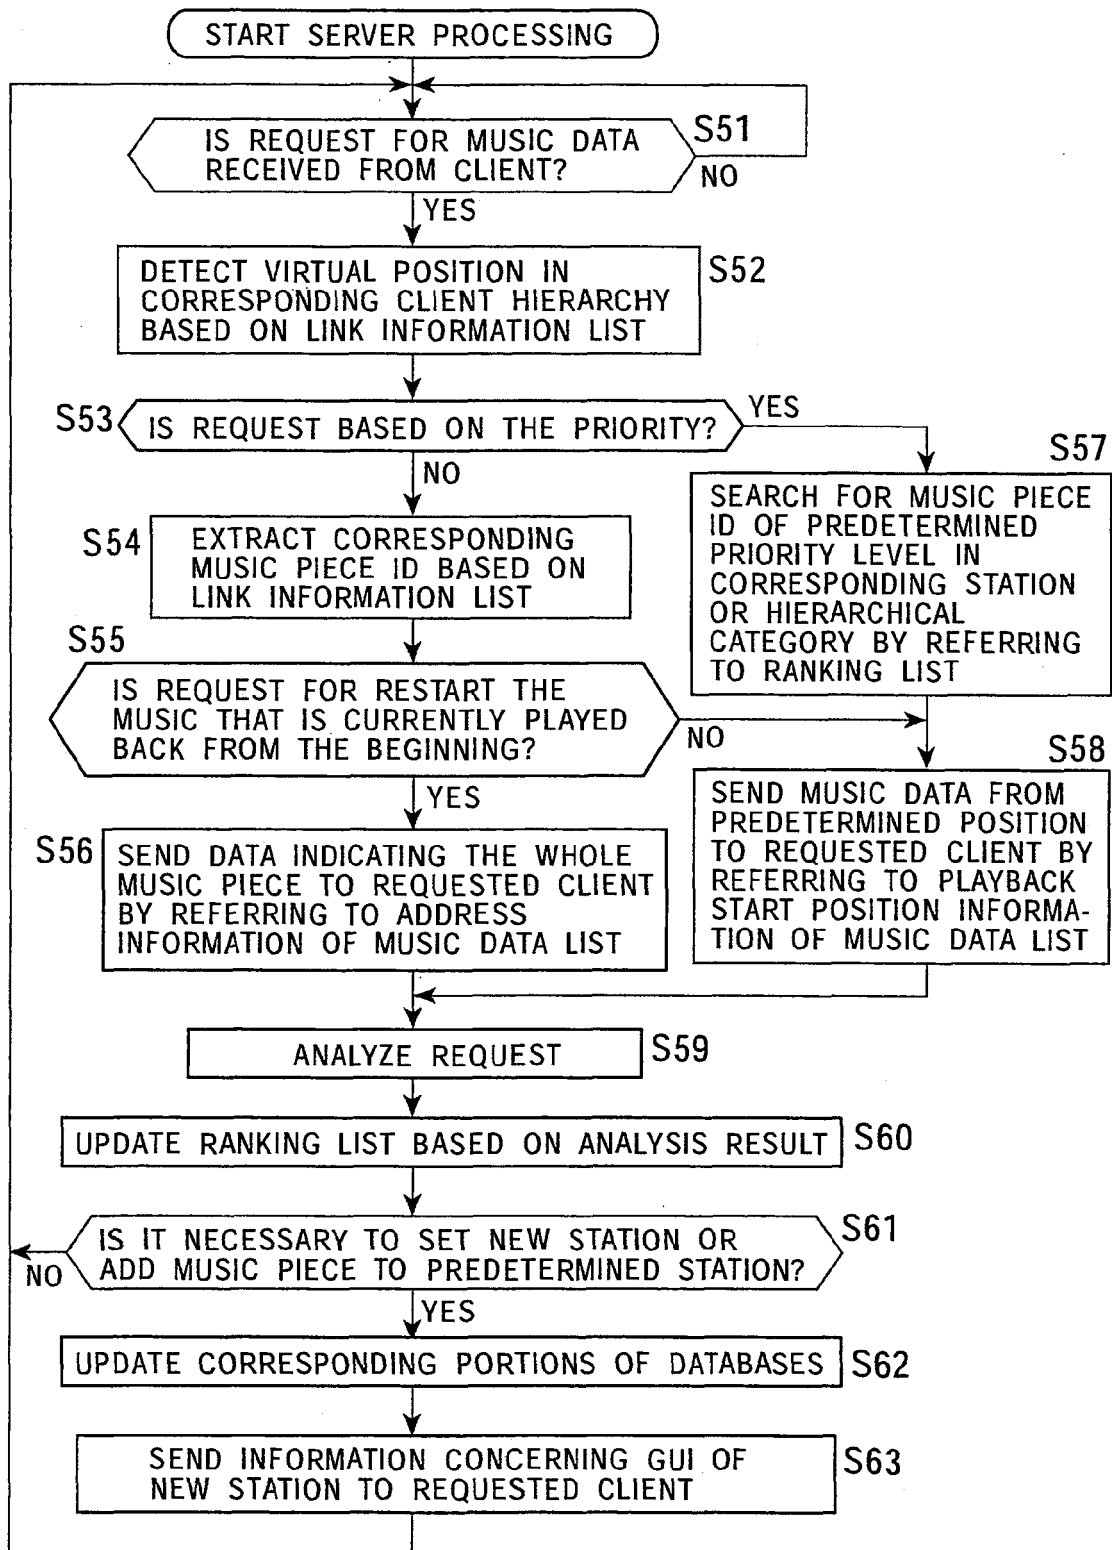 START SERVER PROCESSING
IS REQUEST FOR MUSIC DATA
RECEIVED FROM CLIENT?
S51
NO
YES
DETECT VIRTUAL POSITION IN
CORRESPONDING CLIENT HIERARCHY
BASED ON LINK INFORMATION LIST
S52
S53
IS REQUEST BASED ON THE PRIORITY?
YES
NO
S54
EXTRACT CORRESPONDING
MUSIC PIECE ID BASED ON
LINK INFORMATION LIST
S57
SEARCH FOR MUSIC PIECE
ID OF PREDETERMINED
PRIORITY LEVEL IN
CORRESPONDING STATION
OR HIERARCHICAL
CATEGORY BY REFERRING
TO RANKING LIST
S55
IS REQUEST FOR RESTART THE
MUSIC THAT IS CURRENTLY PLAYED
BACK FROM THE BEGINNING?
NO
YES
S56
SEND DATA INDICATING THE WHOLE
MUSIC PIECE TO REQUESTED CLIENT
BY REFERRING TO ADDRESS
INFORMATION OF MUSIC DATA LIST
S58
SEND MUSIC DATA FROM
PREDETERMINED POSITION
TO REQUESTED CLIENT BY
REFERRING TO PLAYBACK
START POSITION INFORMA-
TION OF MUSIC DATA LIST
ANALYZE REQUEST
S59
UPDATE RANKING LIST BASED ON ANALYSIS RESULT
S60
IS IT NECESSARY TO SET NEW STATION OR
ADD MUSIC PIECE TO PREDETERMINED STATION?
S61
NO
YES
UPDATE CORRESPONDING PORTIONS OF DATABASES
S62
SEND INFORMATION CONCERNING GUI OF
NEW STATION TO REQUESTED CLIENT
S63